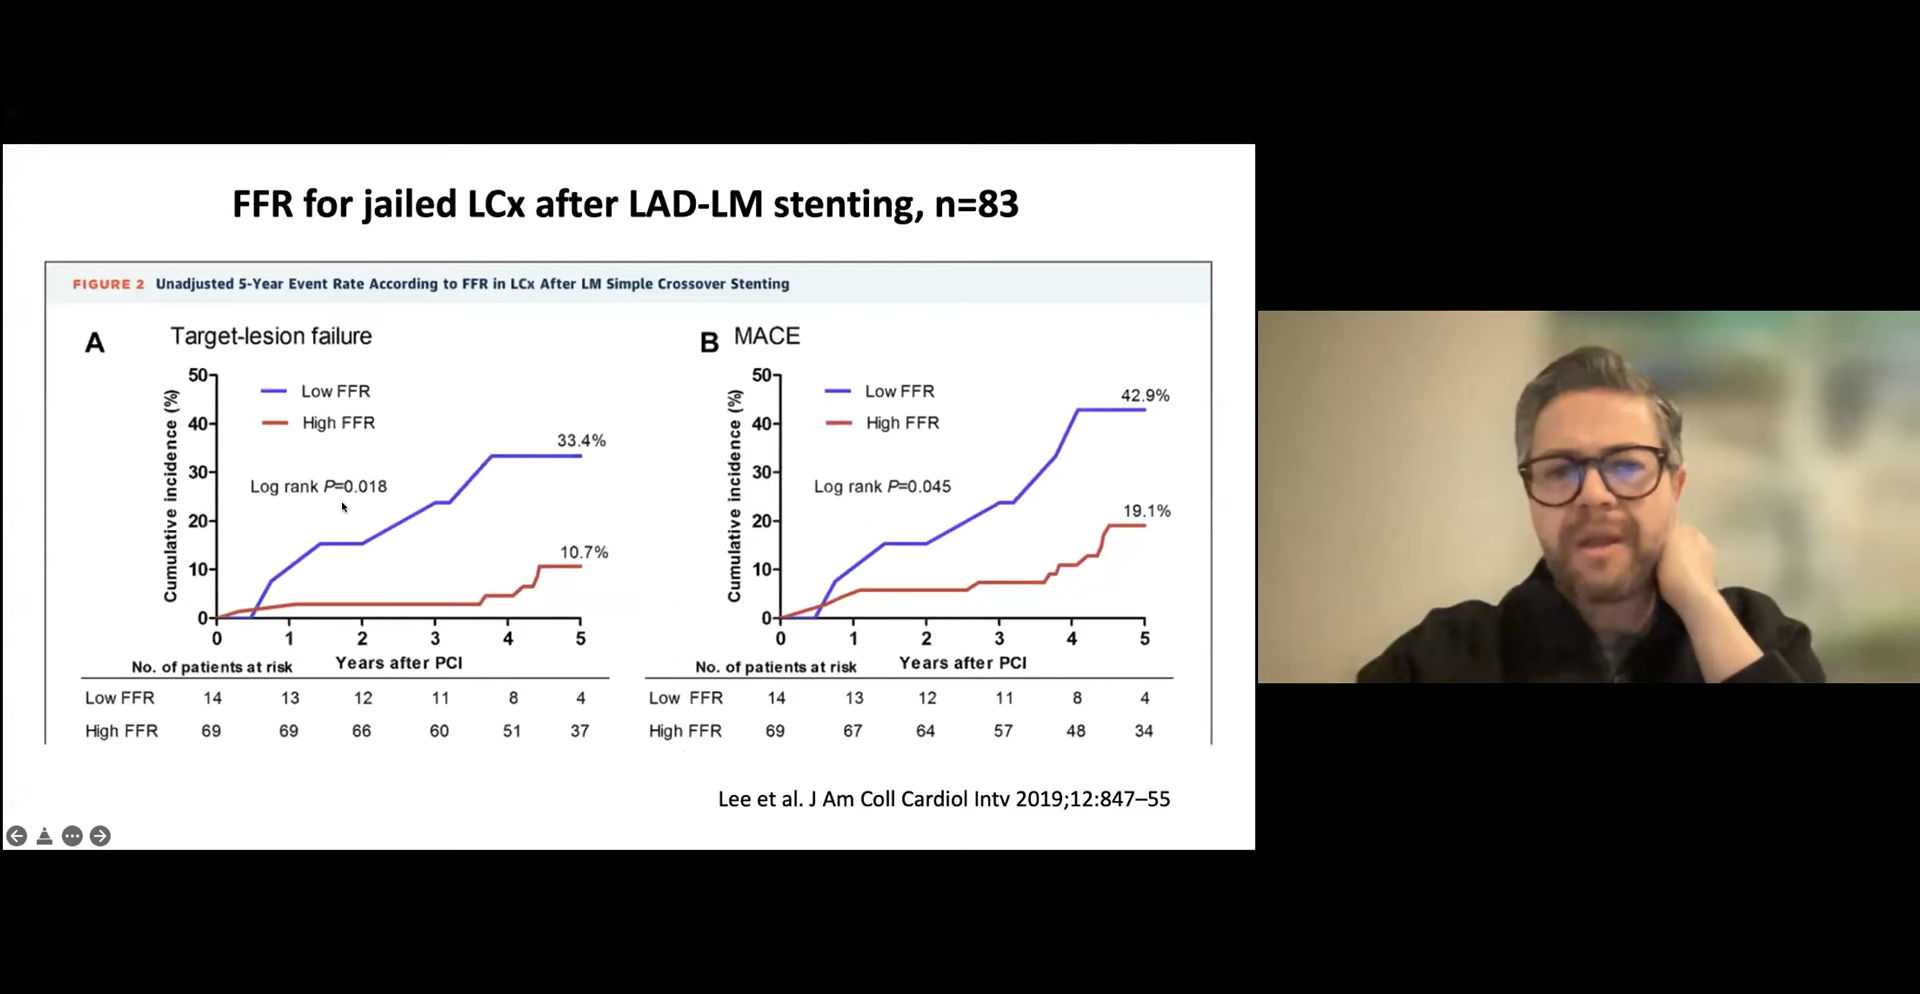 FFR for jailed LCx after LAD-LM stenting, n=83
FIGURE 2 Unadjusted 5-Year Event Rate According to FFR in LCx After LM Simple Crossover Stenting
A Target-lesion failure
Cumulative incidence (%)
50
40
30
20
10
0
Low FFR
High FFR
Log rank P=0.018
33.4%
10.7%
0 1 2 3 4 5
Years after PCI
No. of patients at risk
Low FFR 14 13 12 11 8 4
High FFR 69 69 66 60 51 37
B MACE
Cumulative incidence (%)
50
40
30
20
10
0
Low FFR
High FFR
Log rank P=0.045
42.9%
19.1%
0 1 2 3 4 5
Years after PCI
No. of patients at risk
Low FFR 14 13 12 11 8 4
High FFR 69 67 64 57 48 34
Lee et al. J Am Coll Cardiol Intv 2019;12:847–55